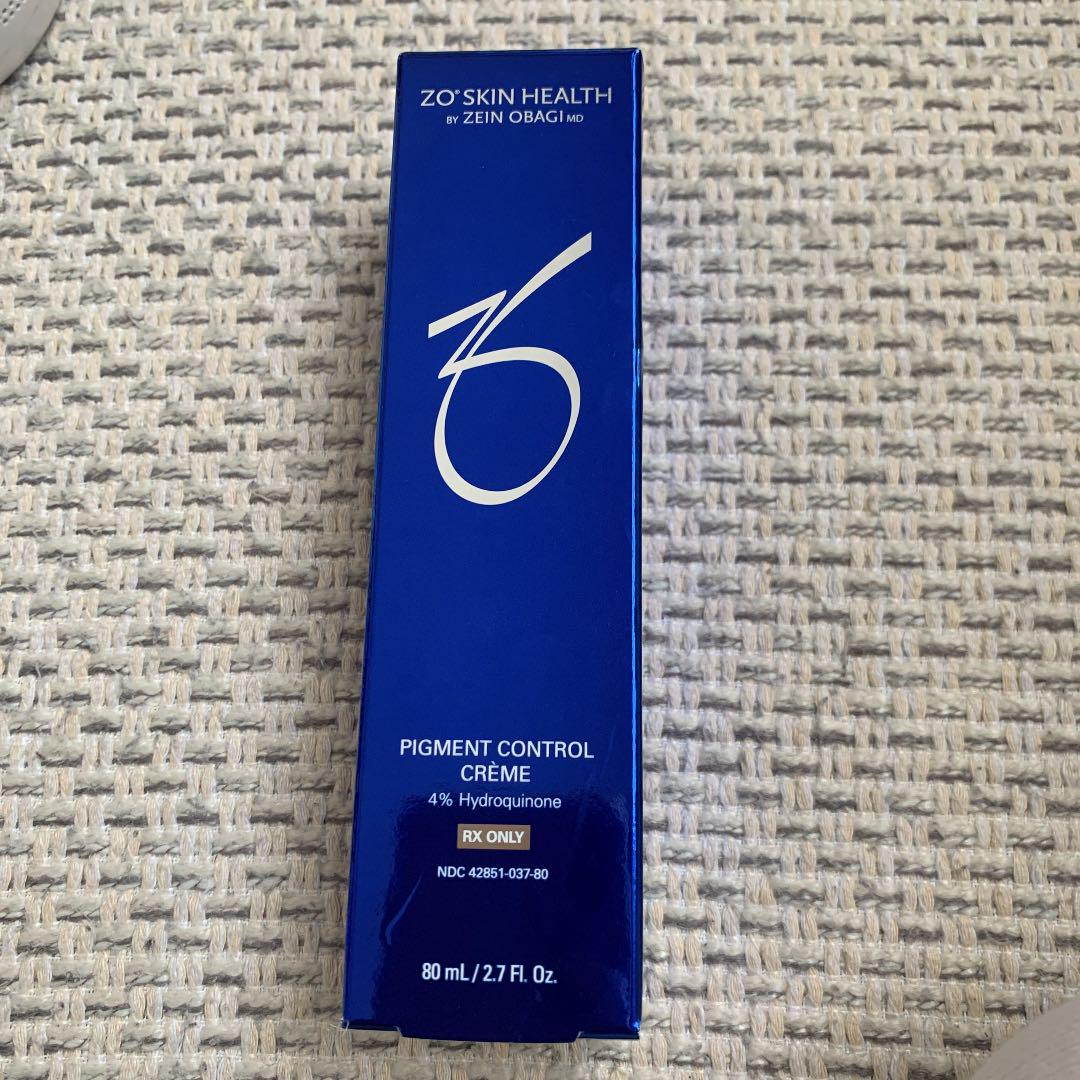 ZO® SKIN HEALTH
BY ZEIN OBAGI MD
ZO
PIGMENT CONTROL
CRÈME
4% Hydroquinone
RX ONLY
NDC 42851-037-80
80 mL / 2.7 Fl. Oz.